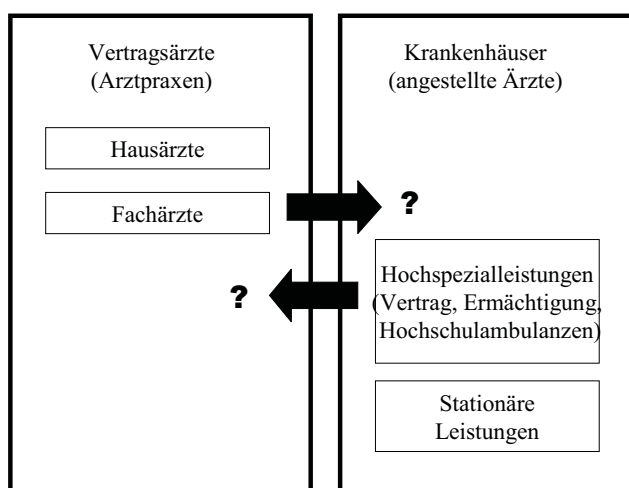 Vertragsärzte
(Arztpraxen)
Hausärzte
Fachärzte
?
Krankenhäuser
(angestellte Ärzte)
?
Hochspezialleistungen
(Vertrag, Ermächtigung,
Hochschulambulanzen)
Stationäre
Leistungen